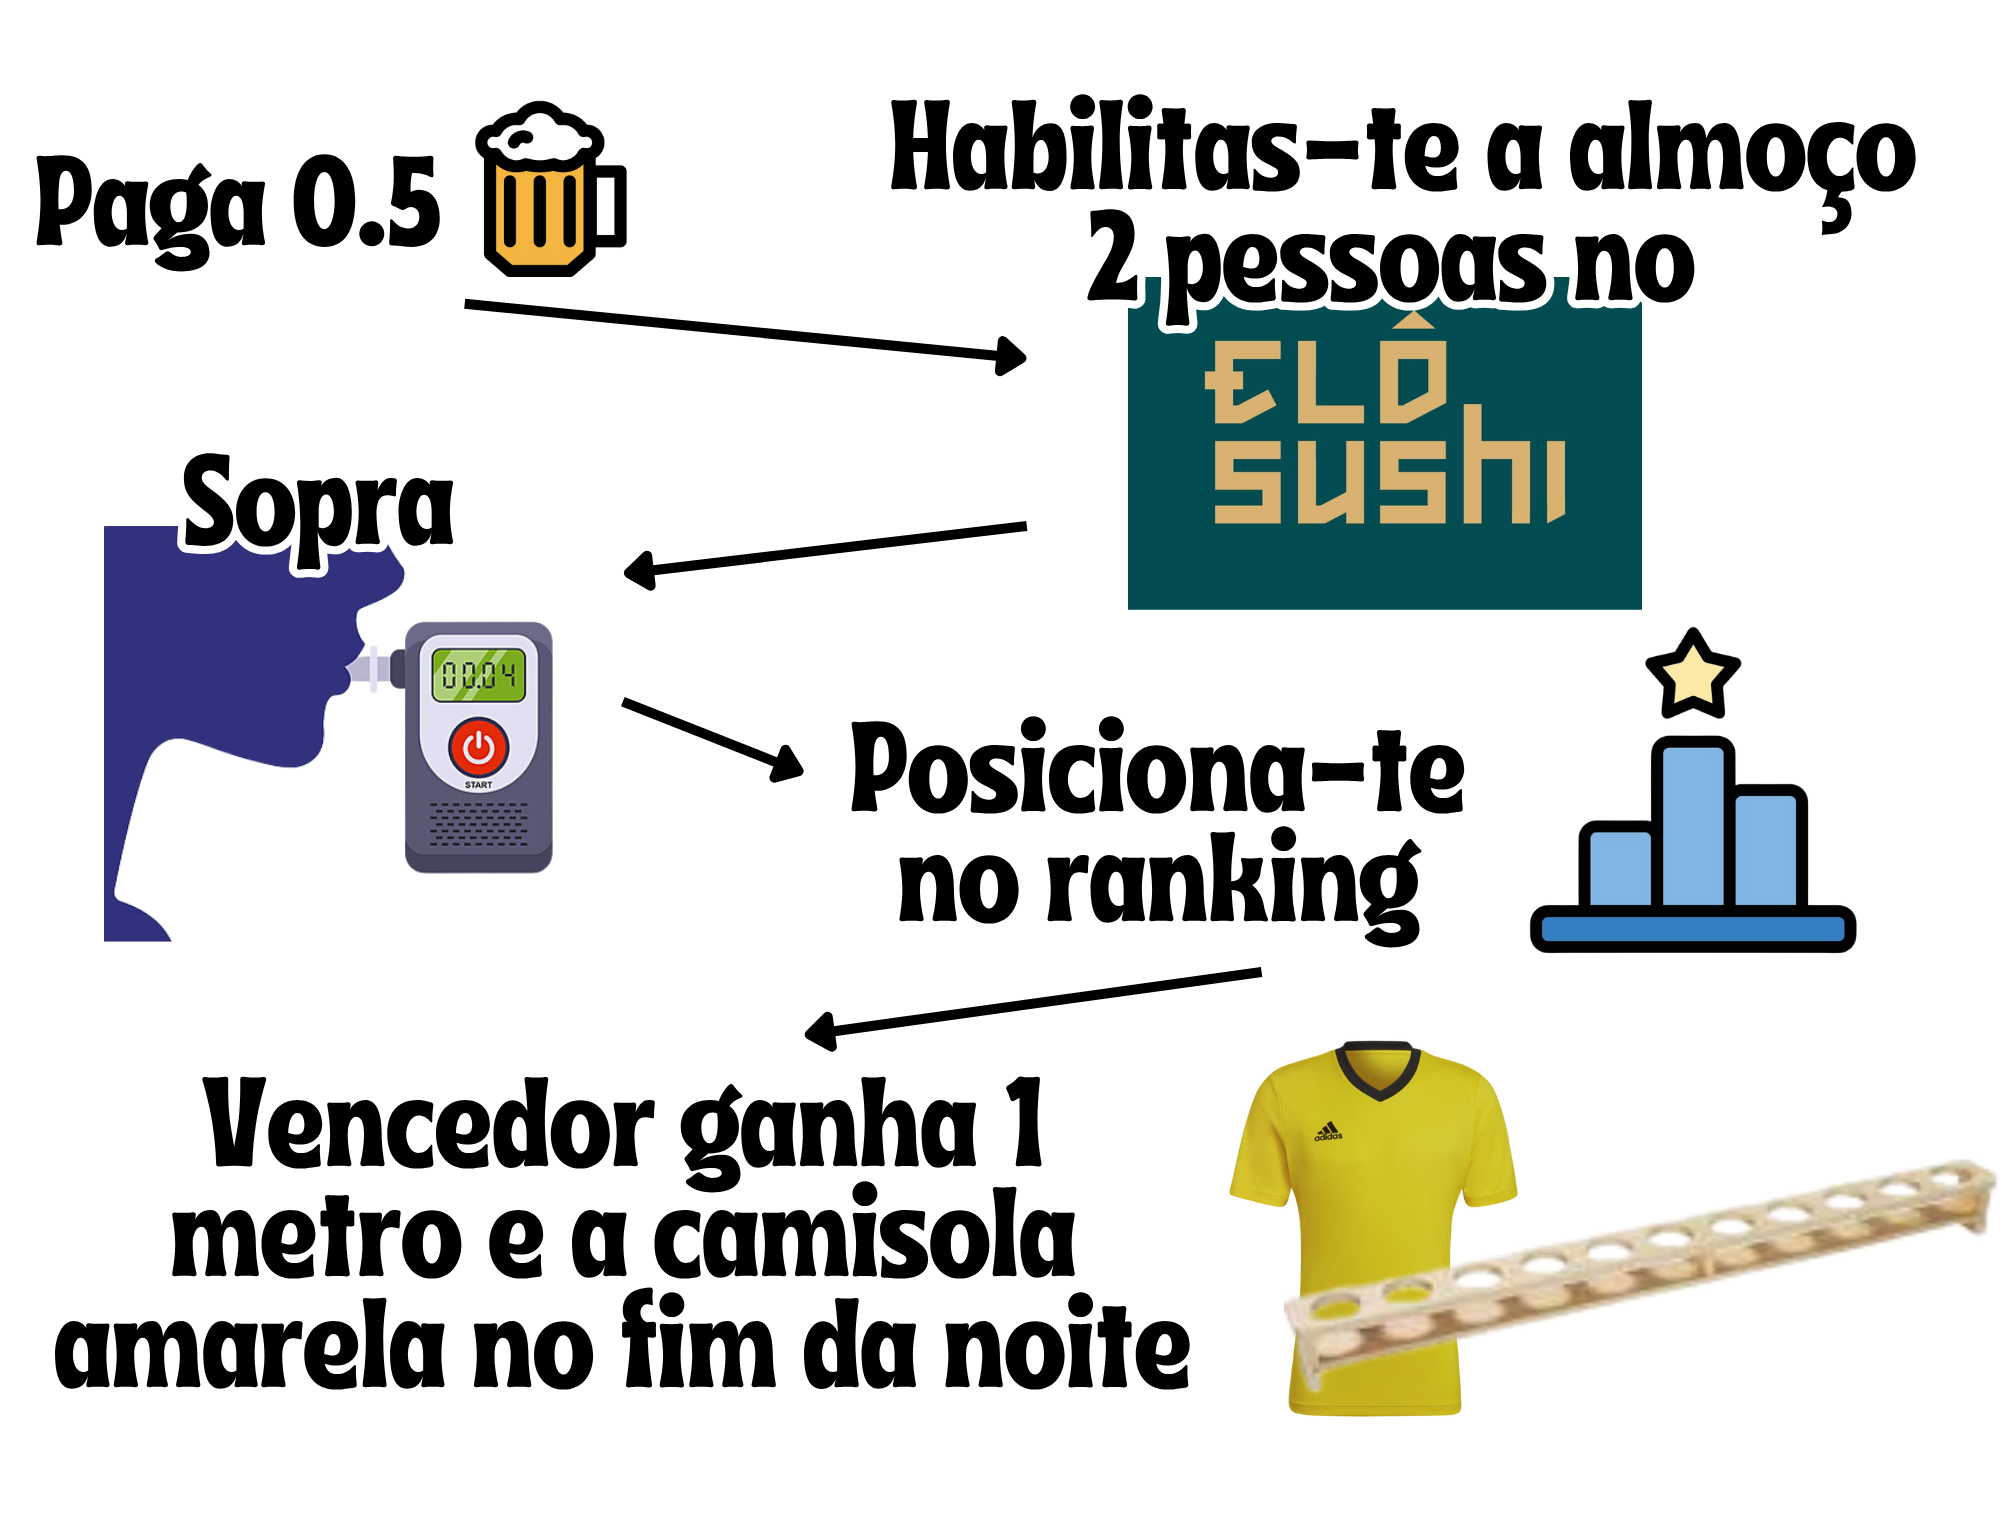 Paga 0.5
Habilitas-te a almoço
2 pessoas no
ELÔ
sushi
Sopra
00.04
START
Posiciona-te
no ranking
Vencedor ganha 1
metro e a camisola
amarela no fim da noite
adidas